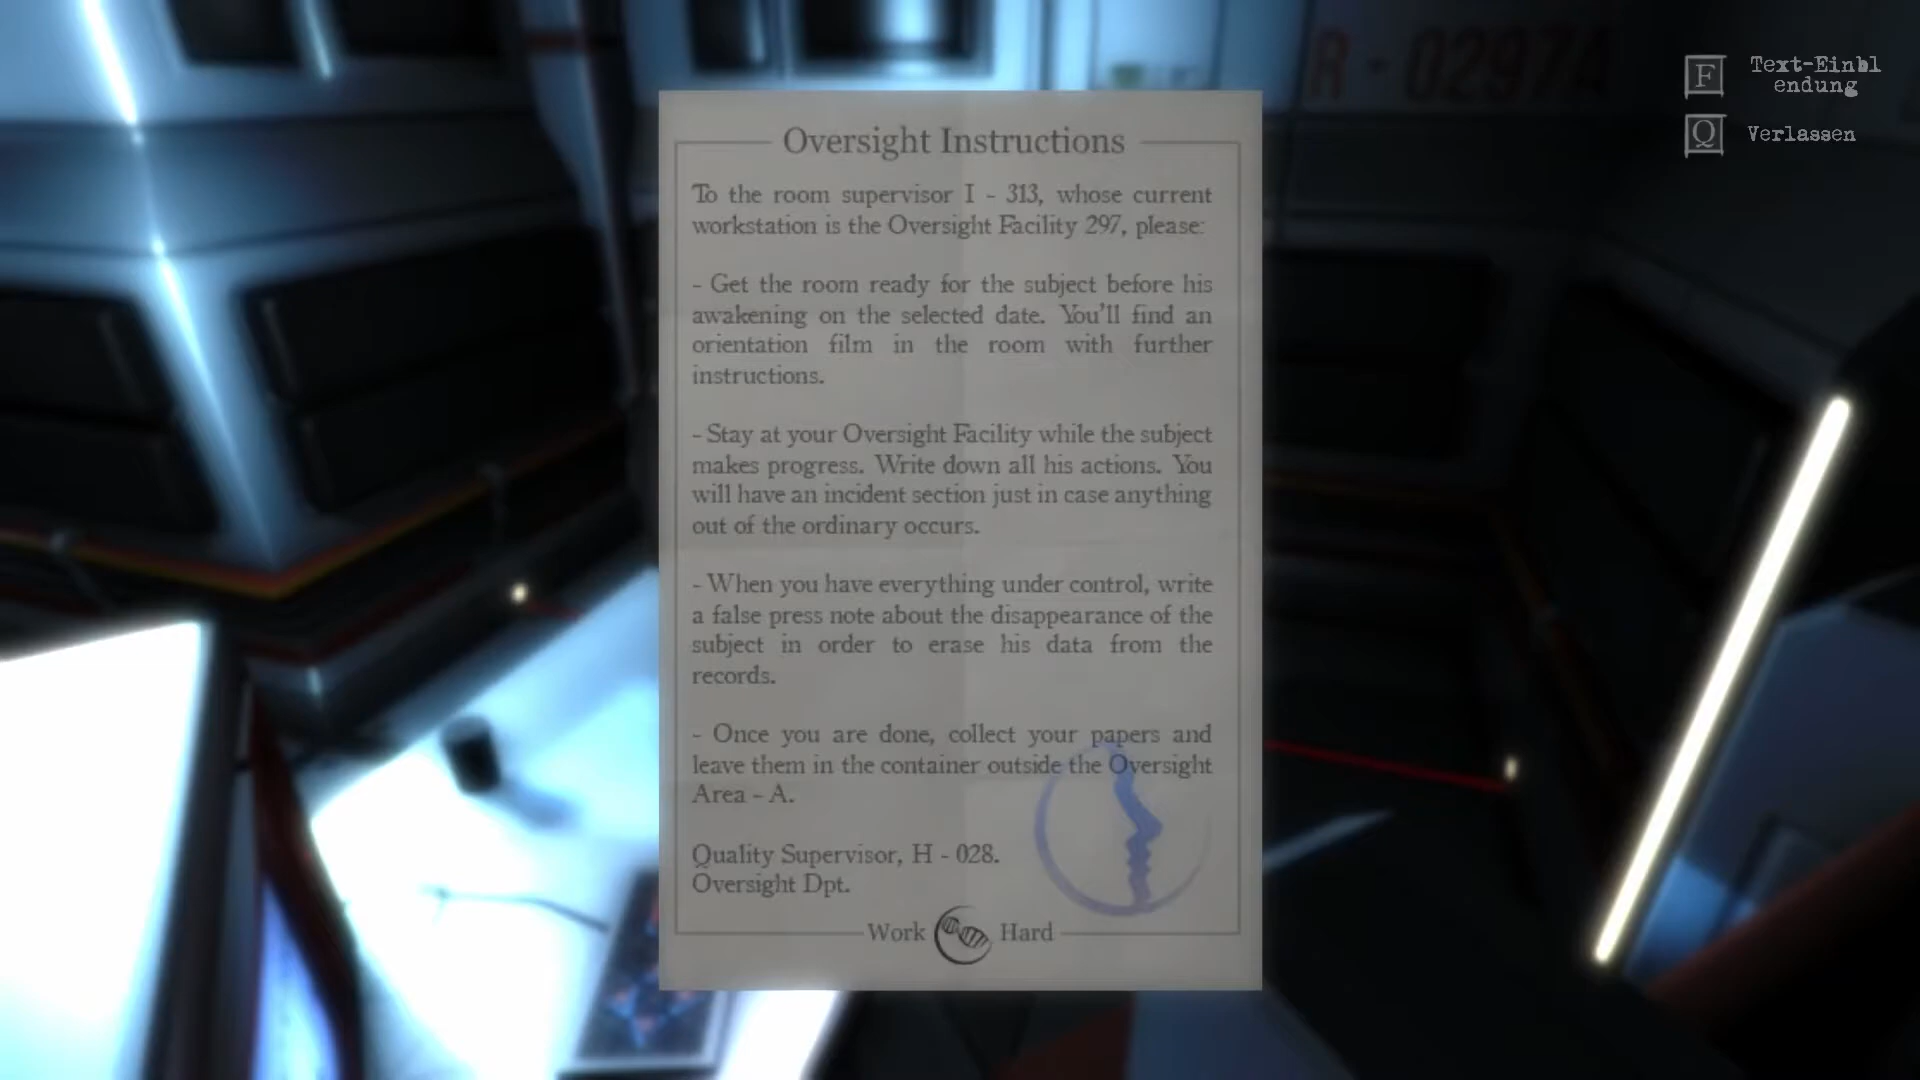 R - 0297A
F Text-Einbl
endung
Q Verlassen
Oversight Instructions
To the room supervisor I - 313, whose current
workstation is the Oversight Facility 297, please:
- Get the room ready for the subject before his
awakening on the selected date. You'll find an
orientation film in the room with further
instructions.
- Stay at your Oversight Facility while the subject
makes progress. Write down all his actions. You
will have an incident section just in case anything
out of the ordinary occurs.
- When you have everything under control, write
a false press note about the disappearance of the
subject in order to erase his data from the
records.
- Once you are done, collect your papers and
leave them in the container outside the Oversight
Area - A.
Quality Supervisor, H - 028.
Oversight Dpt.
Work Hard